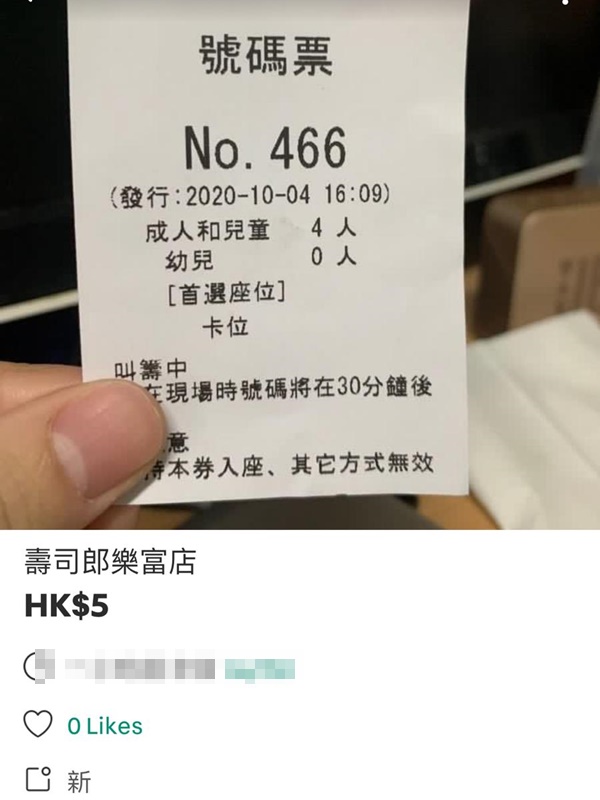 號碼票
No. 466
(發行:2020-10-04 16:09)
成人和兒童 4 人
幼兒 0 人
[首選座位]
卡位
叫籌中
在現場時號碼將在30分鐘後
意
持本券入座、其它方式無效
壽司郎樂富店
HK$5
0 Likes
新